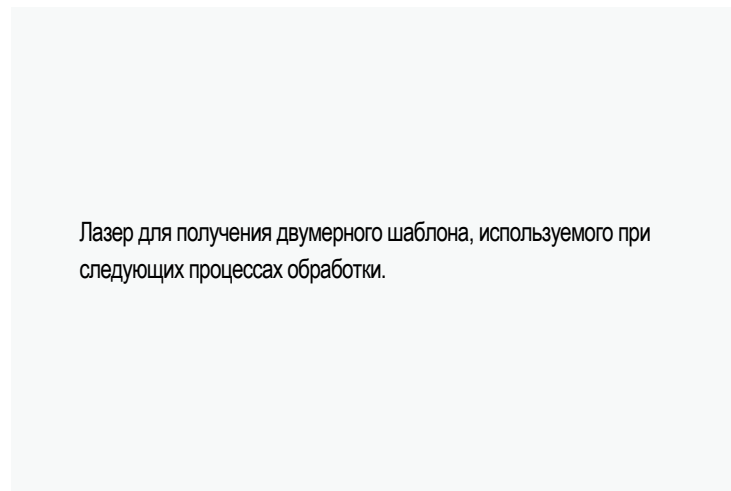 Лазер для получения двумерного шаблона, используемого при
следующих процессах обработки.